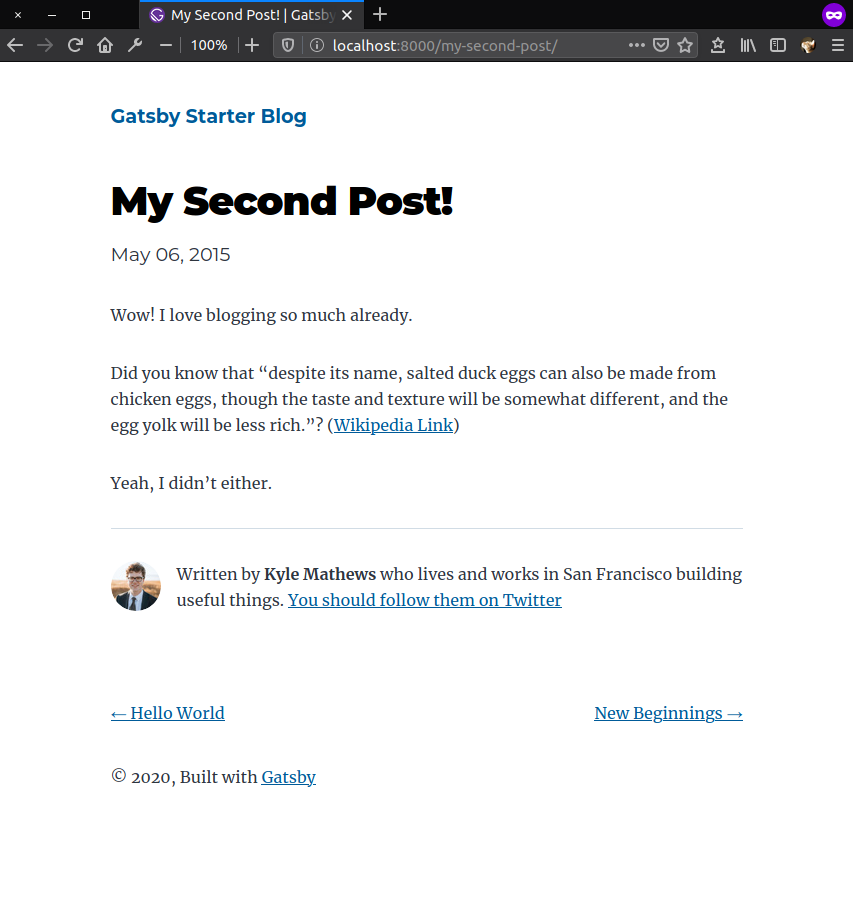 My Second Post! | Gatsby
100%
localhost:8000/my-second-post/
Gatsby Starter Blog
My Second Post!
May 06, 2015
Wow! I love blogging so much already.
Did you know that “despite its name, salted duck eggs can also be made from
chicken eggs, though the taste and texture will be somewhat different, and the
egg yolk will be less rich.”? (Wikipedia Link)
Yeah, I didn’t either.
Written by Kyle Mathews who lives and works in San Francisco building
useful things. You should follow them on Twitter
← Hello World
New Beginnings →
© 2020, Built with Gatsby